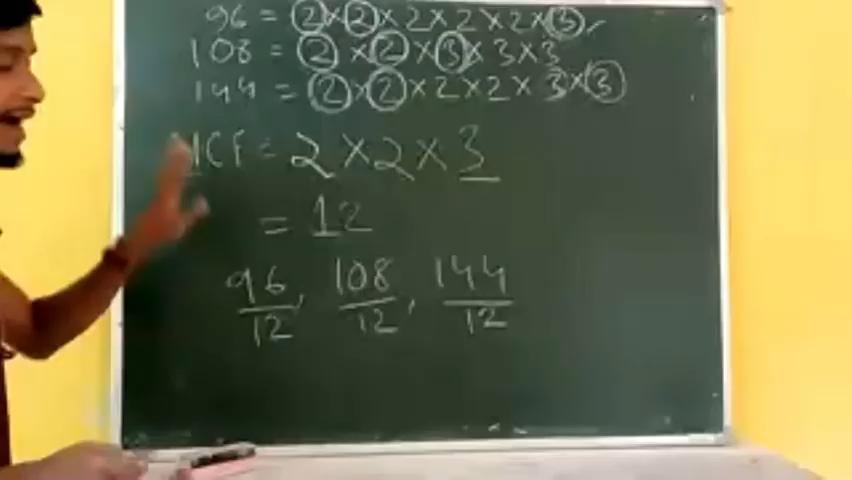 96 = 2×2×2×2×2×3
108 = 2×2×3×3×3
144 = 2×2×2×2×3×3
HCF = 2×2×3
= 12
96/12, 108/12, 144/12